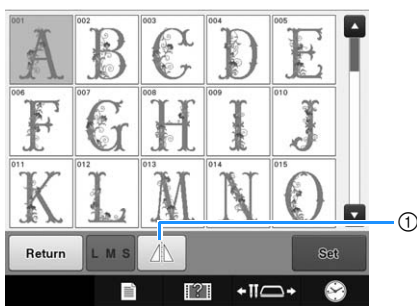 001 002 003 004 005
A B C D E
006 007 008 009 010
F G H I J
011 012 013 014 015
K L M N O
①
Return L M S Set
?